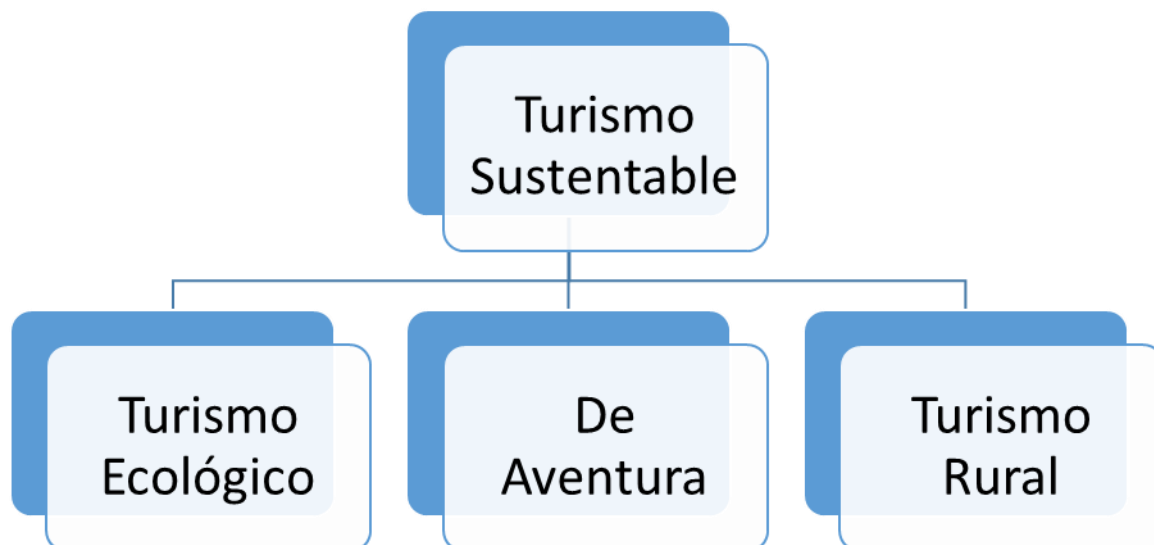 Turismo
Sustentable
Turismo
Ecológico
De
Aventura
Turismo
Rural